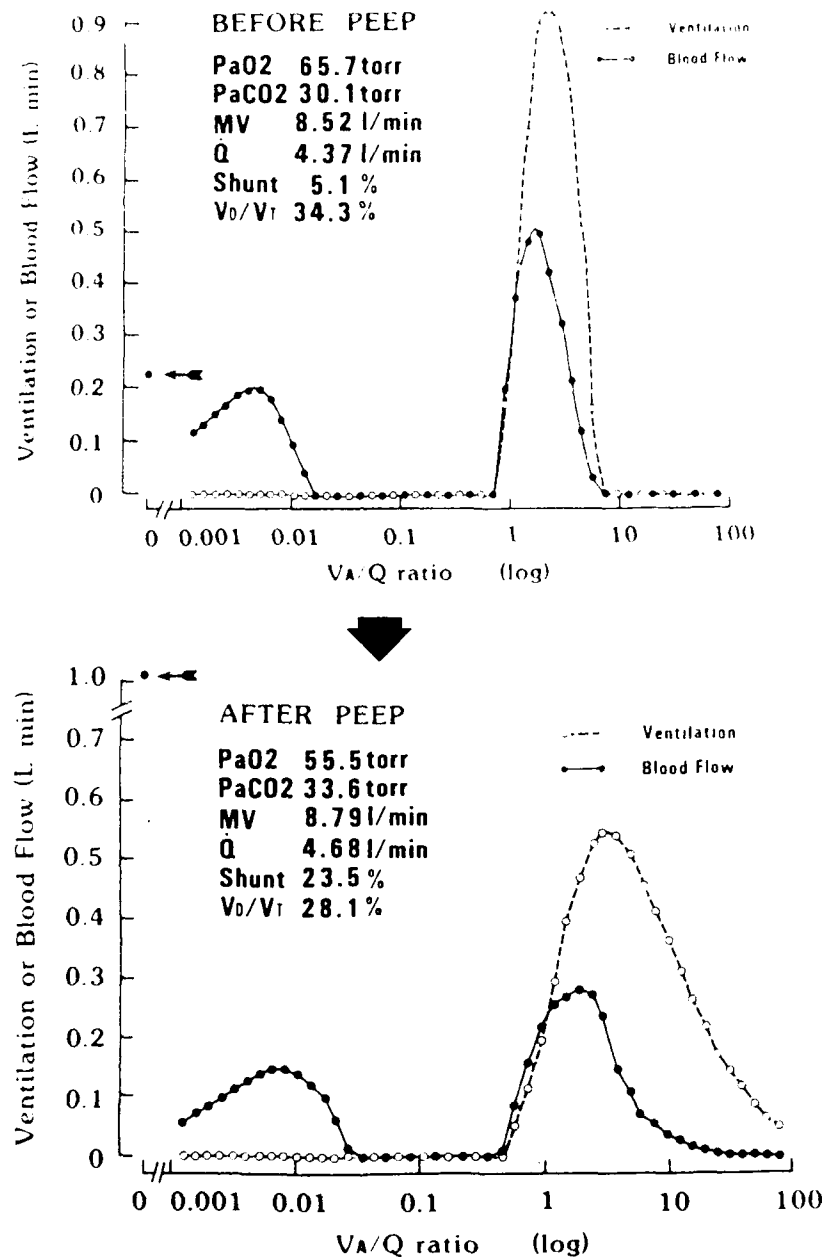 BEFORE PEEP
PaO2 65.7 torr
PaCO2 30.1 torr
MV 8.52 l/min
Q̇ 4.37 l/min
Shunt 5.1 %
VD/VT 34.3 %
Ventilation
Blood Flow
Ventilation or Blood Flow (L. min)
0.9
0.8
0.7
0.6
0.5
0.4
0.3
0.2
0.1
0
0 0.001 0.01 0.1 1 10 100
VA/Q ratio (log)
AFTER PEEP
PaO2 55.5 torr
PaCO2 33.6 torr
MV 8.79 l/min
Q̇ 4.68 l/min
Shunt 23.5 %
VD/VT 28.1 %
Ventilation
Blood Flow
Ventilation or Blood Flow (L. min)
1.0
0.7
0.6
0.5
0.4
0.3
0.2
0.1
0
0 0.001 0.01 0.1 1 10 100
VA/Q ratio (log)